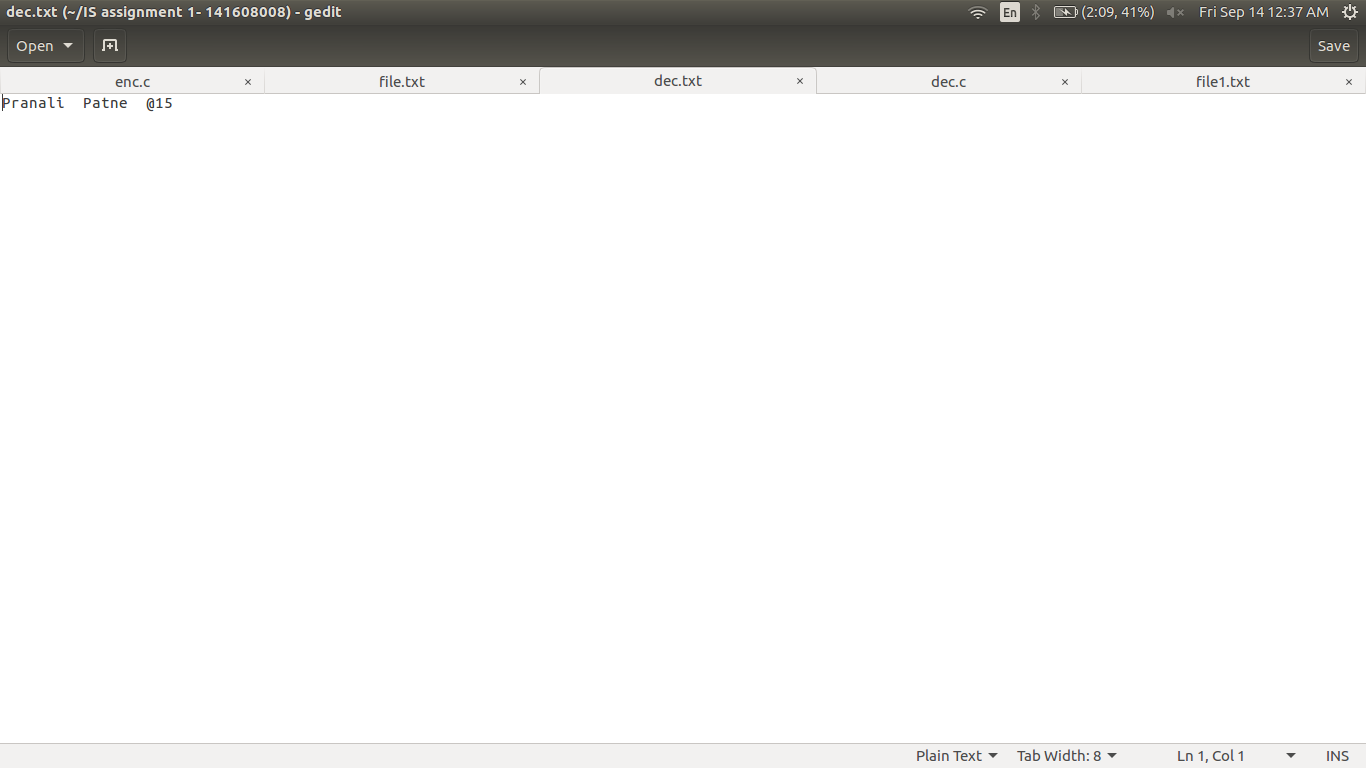 dec.txt (~/IS assignment 1- 141608008) - gedit En (2:09, 41%) Fri Sep 14 12:37 AM
Open Save
enc.c × file.txt × dec.txt × dec.c × file1.txt ×
Pranali  Patne  @15
Plain Text Tab Width: 8 Ln 1, Col 1 INS